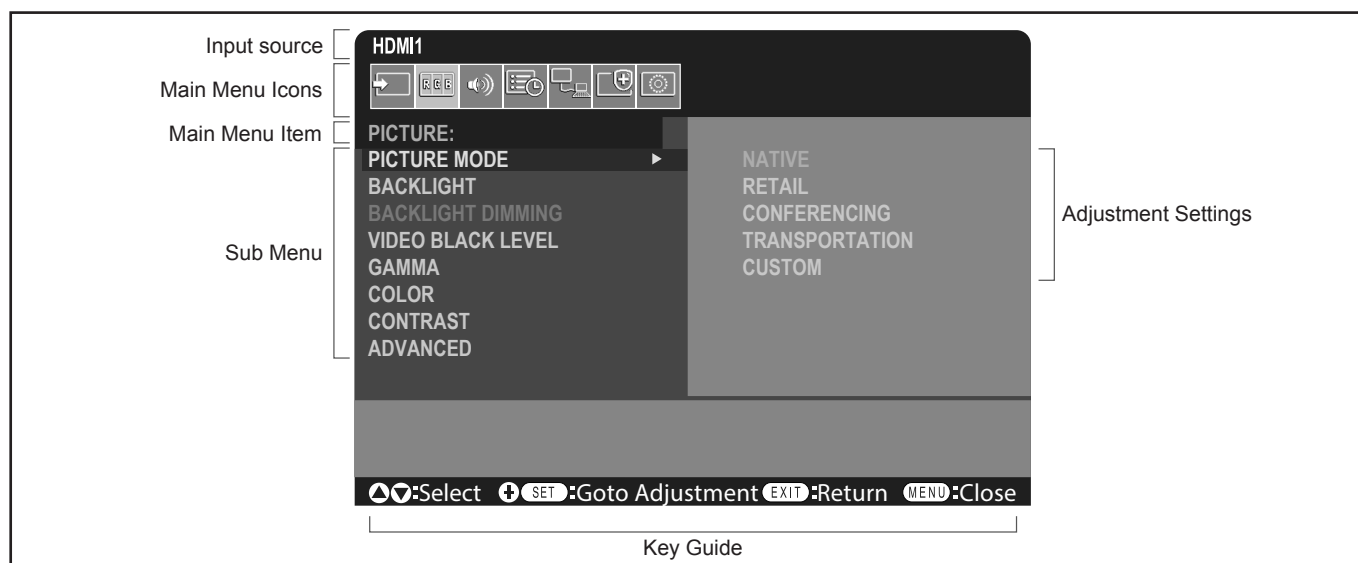 Input source
HDMI1
Main Menu Icons
RGB
Main Menu Item
PICTURE:
Sub Menu
PICTURE MODE
BACKLIGHT
BACKLIGHT DIMMING
VIDEO BLACK LEVEL
GAMMA
COLOR
CONTRAST
ADVANCED
NATIVE
RETAIL
CONFERENCING
TRANSPORTATION
CUSTOM
Adjustment Settings
:Select SET:Goto Adjustment EXIT:Return MENU:Close
Key Guide